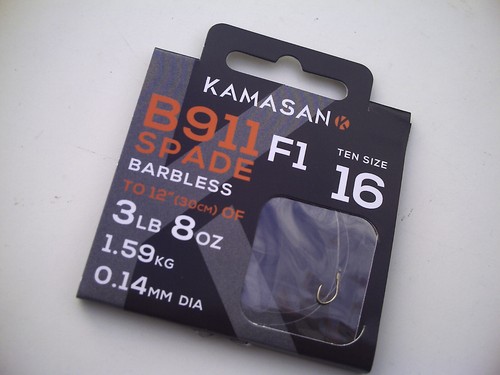 KAMASAN K
B911 F1
SPADE
BARBLESS
TO 12" (30CM) OF
3LB 8OZ
1.59KG
0.14MM DIA
TEN SIZE
16